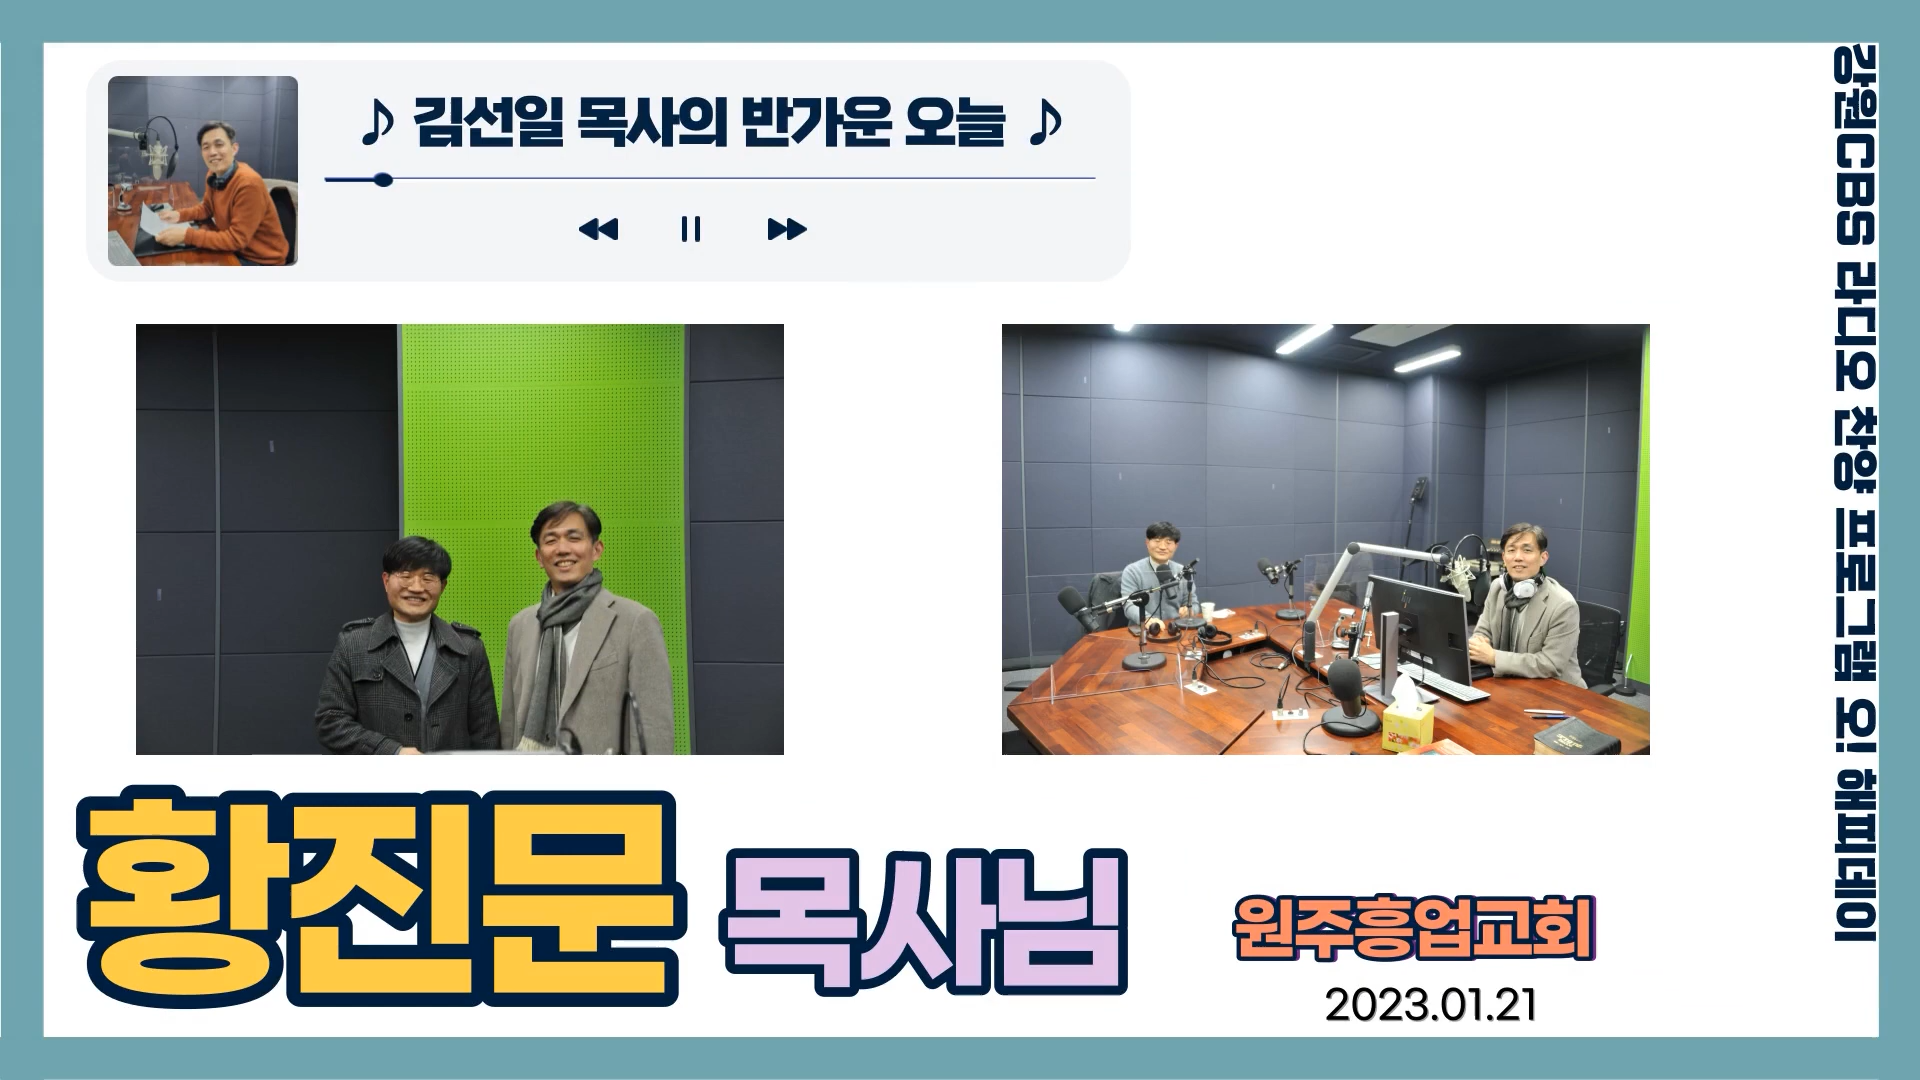 ♪ 김선일 목사의 반가운 오늘 ♪
강원CBS 라디오 찬양 프로그램 오! 해피데이
황진문 목사님
원주흥업교회
2023.01.21